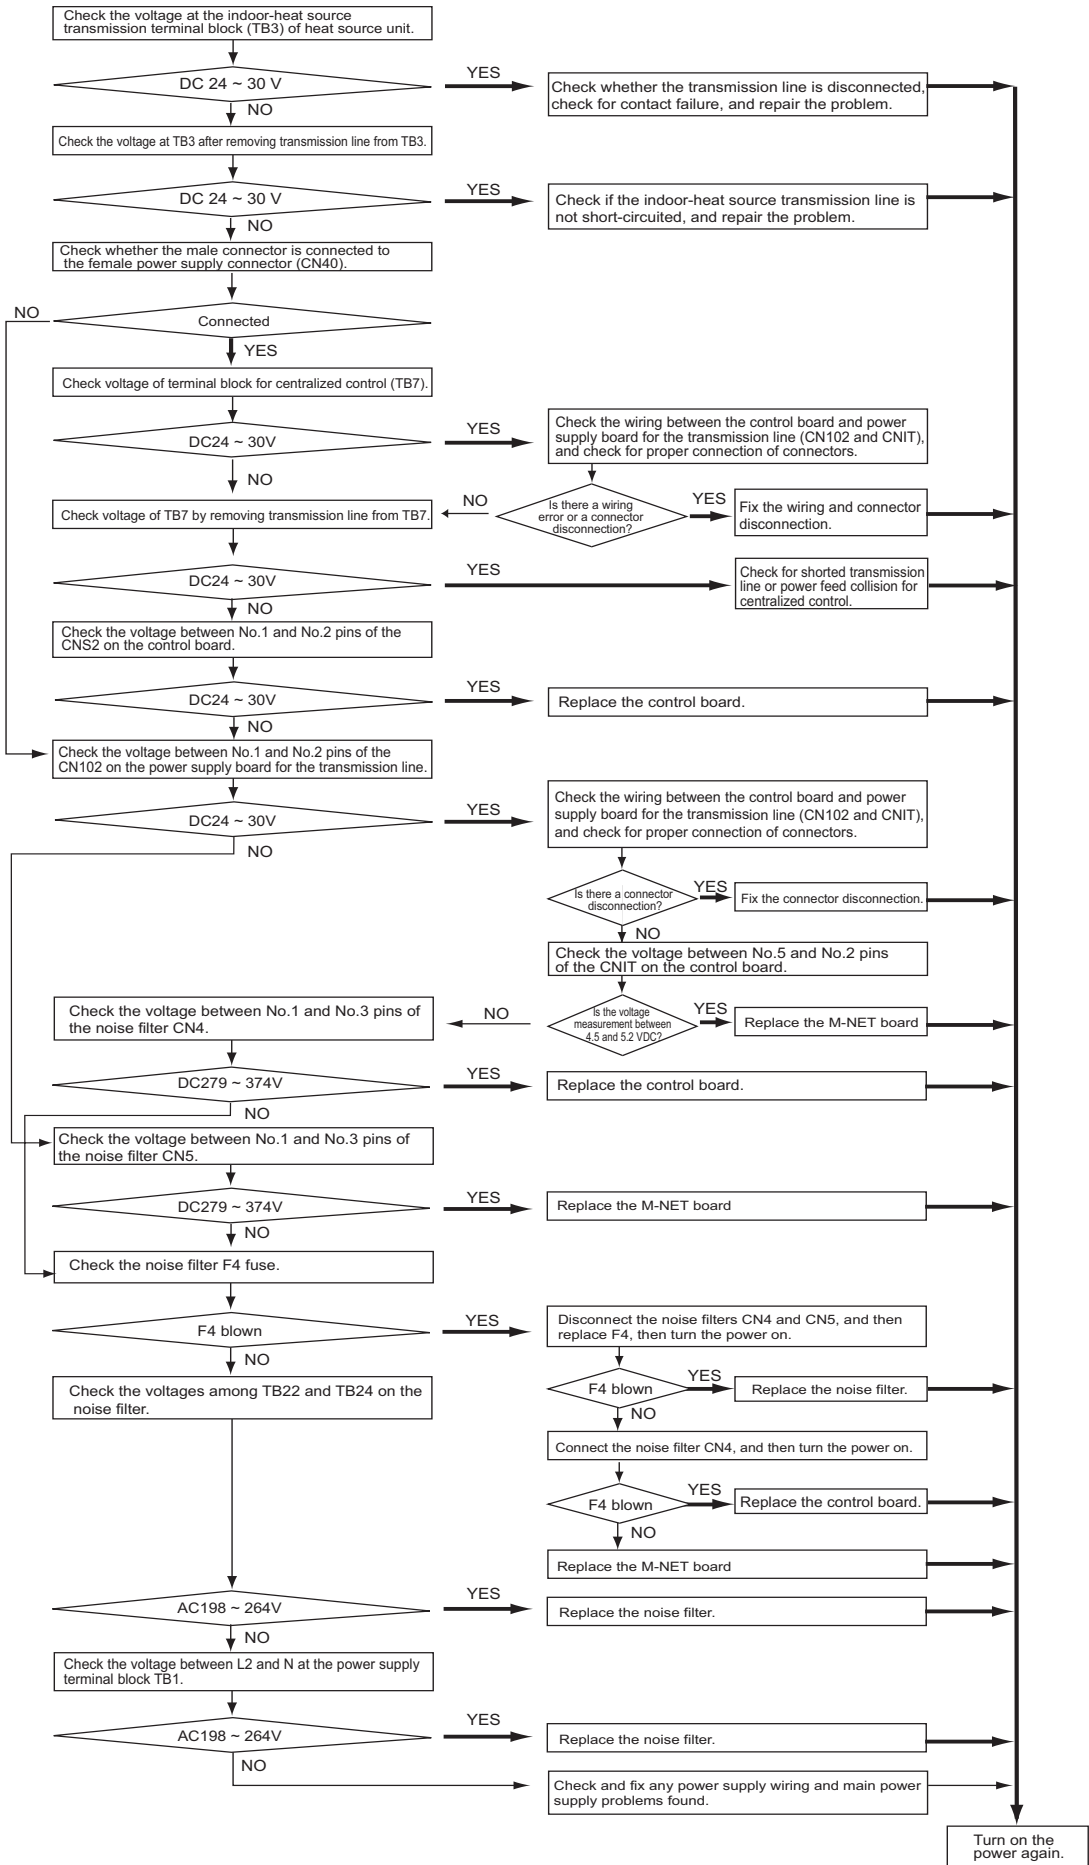 Check the voltage at the indoor-heat source
transmission terminal block (TB3) of heat source unit.
DC 24 ~ 30 V
YES
Check whether the transmission line is disconnected,
check for contact failure, and repair the problem.
NO
Check the voltage at TB3 after removing transmission line from TB3.
DC 24 ~ 30 V
YES
Check if the indoor-heat source transmission line is
not short-circuited, and repair the problem.
NO
Check whether the male connector is connected to
the female power supply connector (CN40).
NO
Connected
YES
Check voltage of terminal block for centralized control (TB7).
DC24 ~ 30V
YES
Check the wiring between the control board and power
supply board for the transmission line (CN102 and CNIT),
and check for proper connection of connectors.
NO
Is there a wiring
error or a connector
disconnection?
NO
YES
Fix the wiring and connector
disconnection.
Check voltage of TB7 by removing transmission line from TB7.
DC24 ~ 30V
YES
Check for shorted transmission
line or power feed collision for
centralized control.
NO
Check the voltage between No.1 and No.2 pins of the
CNS2 on the control board.
DC24 ~ 30V
YES
Replace the control board.
NO
Check the voltage between No.1 and No.2 pins of the
CN102 on the power supply board for the transmission line.
DC24 ~ 30V
YES
Check the wiring between the control board and power
supply board for the transmission line (CN102 and CNIT),
and check for proper connection of connectors.
NO
Is there a connector
disconnection?
YES
Fix the connector disconnection.
NO
Check the voltage between No.5 and No.2 pins
of the CNIT on the control board.
Is the voltage
measurement between
4.5 and 5.2 VDC?
YES
Replace the M-NET board
NO
Check the voltage between No.1 and No.3 pins of
the noise filter CN4.
DC279 ~ 374V
YES
Replace the control board.
NO
Check the voltage between No.1 and No.3 pins of
the noise filter CN5.
DC279 ~ 374V
YES
Replace the M-NET board
NO
Check the noise filter F4 fuse.
F4 blown
YES
Disconnect the noise filters CN4 and CN5, and then
replace F4, then turn the power on.
NO
Check the voltages among TB22 and TB24 on the
noise filter.
F4 blown
YES
Replace the noise filter.
NO
Connect the noise filter CN4, and then turn the power on.
F4 blown
YES
Replace the control board.
NO
Replace the M-NET board
AC198 ~ 264V
YES
Replace the noise filter.
NO
Check the voltage between L2 and N at the power supply
terminal block TB1.
AC198 ~ 264V
YES
Replace the noise filter.
NO
Check and fix any power supply wiring and main power
supply problems found.
Turn on the
power again.